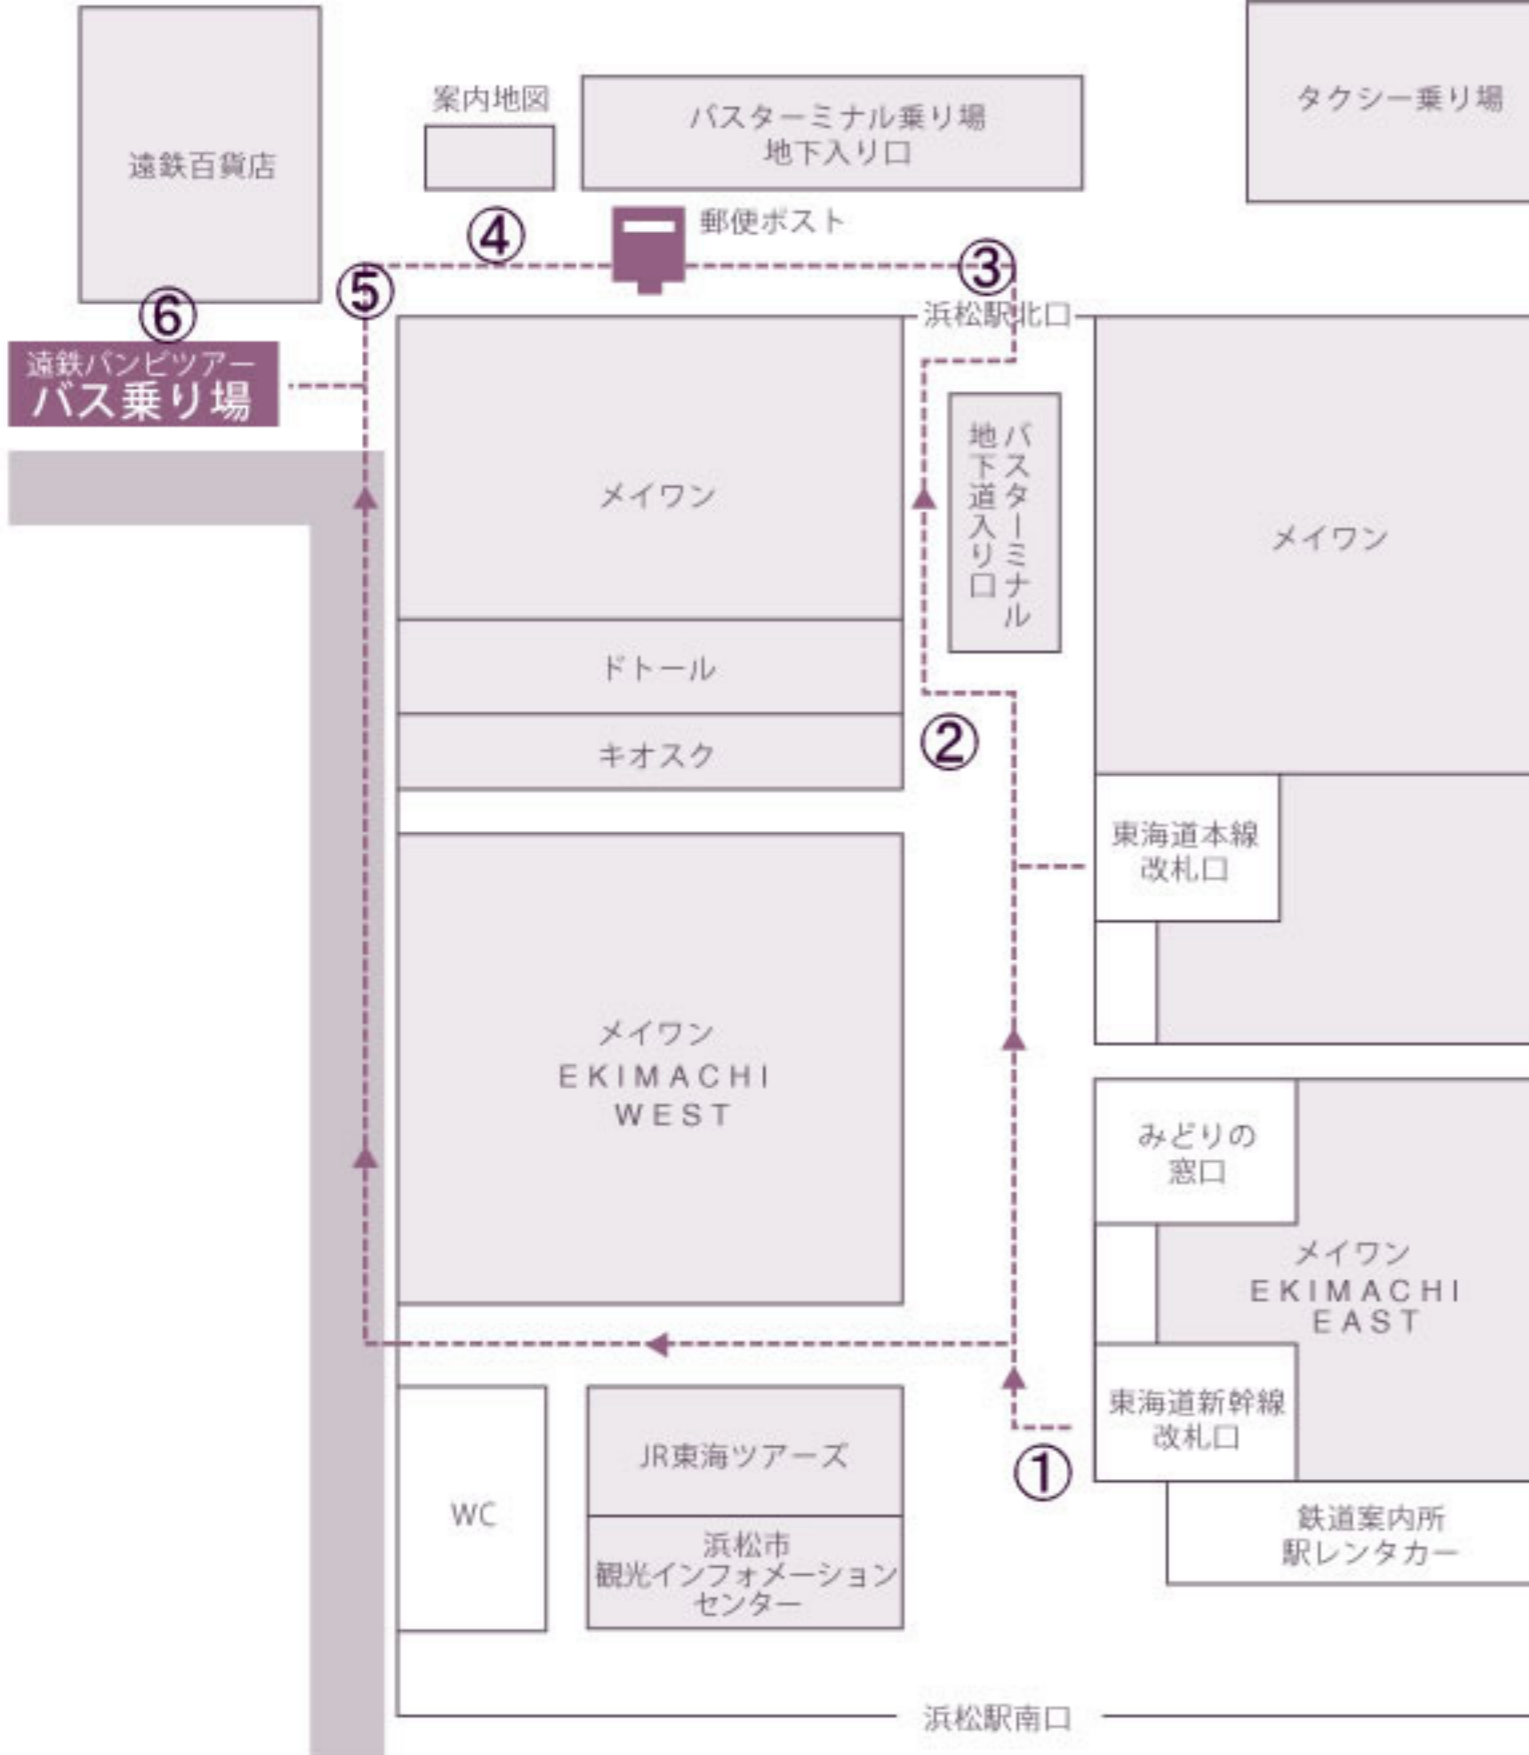 遠鉄百貨店
案内地図
バスターミナル乗り場
地下入り口
タクシー乗り場
郵便ポスト
④
③
⑤
⑥
浜松駅北口
遠鉄バンビツアー
バス乗り場
メイワン
バスターミナル
地下道入り口
メイワン
ドトール
②
キオスク
東海道本線
改札口
メイワン
EKIMACHI
WEST
みどりの
窓口
メイワン
EKIMACHI
EAST
東海道新幹線
改札口
①
JR東海ツアーズ
WC
浜松市
観光インフォメーション
センター
鉄道案内所
駅レンタカー
浜松駅南口